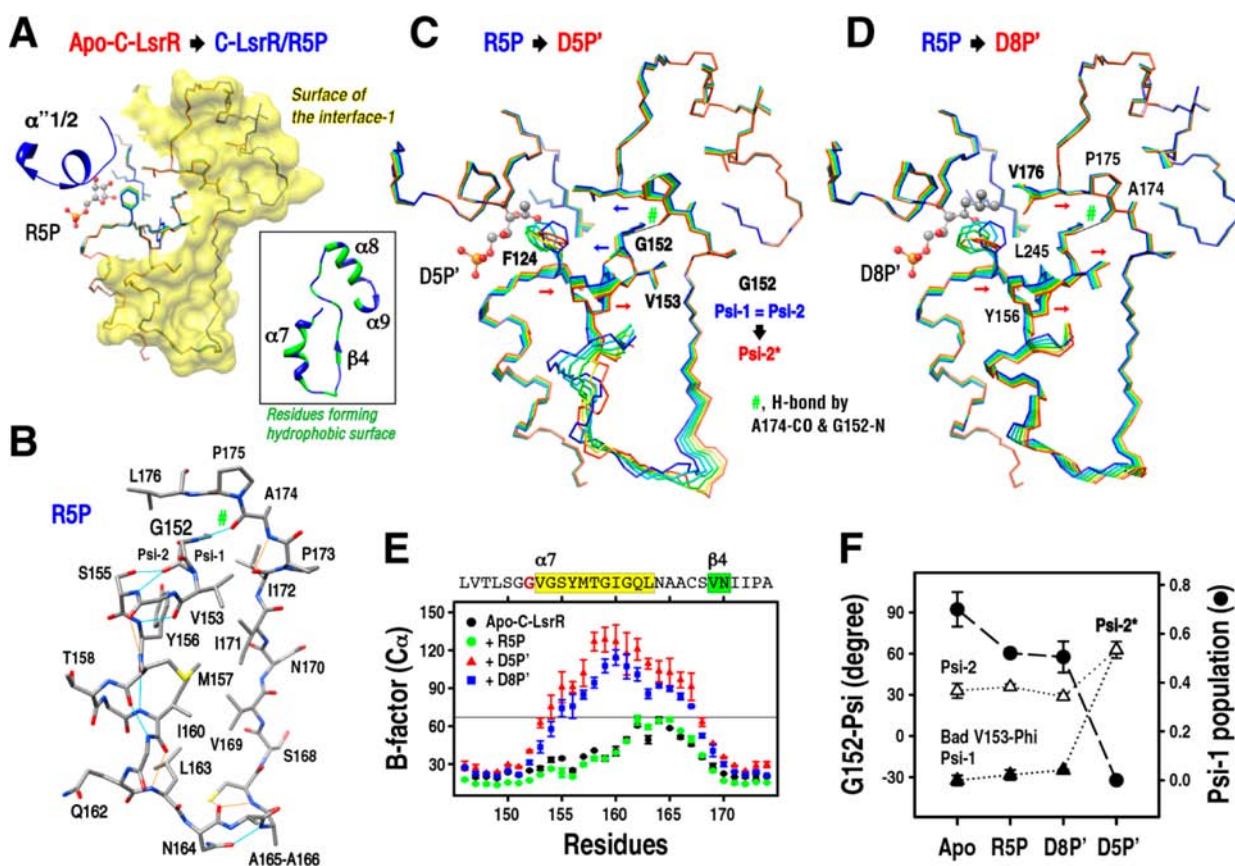 A
Apo-C-LsrR ➔ C-LsrR/R5P
Surface of
the interface-1
α''1/2
R5P
α8
α7
α9
β4
Residues forming
hydrophobic surface
B
R5P
P175
L176
A174
#
G152
Psi-2
Psi-1
P173
S155
I172
V153
Y156
I171
T158
N170
M157
I160
V169
S168
L163
Q162
N164
A165-A166
C
R5P ➔ D5P'
#
D5P'
F124
G152
V153
G152
Psi-1 = Psi-2
Psi-2*
#, H-bond by
A174-CO & G152-N
D
R5P ➔ D8P'
V176
P175
A174
#
D8P'
L245
Y156
E
α7
β4
LVTLSGGVGSYMTGIGQLNAACSVNIIPA
B-factor (Cα)
150
120
90
60
30
Apo-C-LsrR
+ R5P
+ D5P'
+ D8P'
150
155
160
165
170
Residues
F
G152-Psi (degree)
90
60
30
0
-30
Psi-2*
Psi-2
Bad V153-Phi
Psi-1
0.8
0.6
0.4
0.2
0.0
Psi-1 population (●)
Apo
R5P
D8P'
D5P'